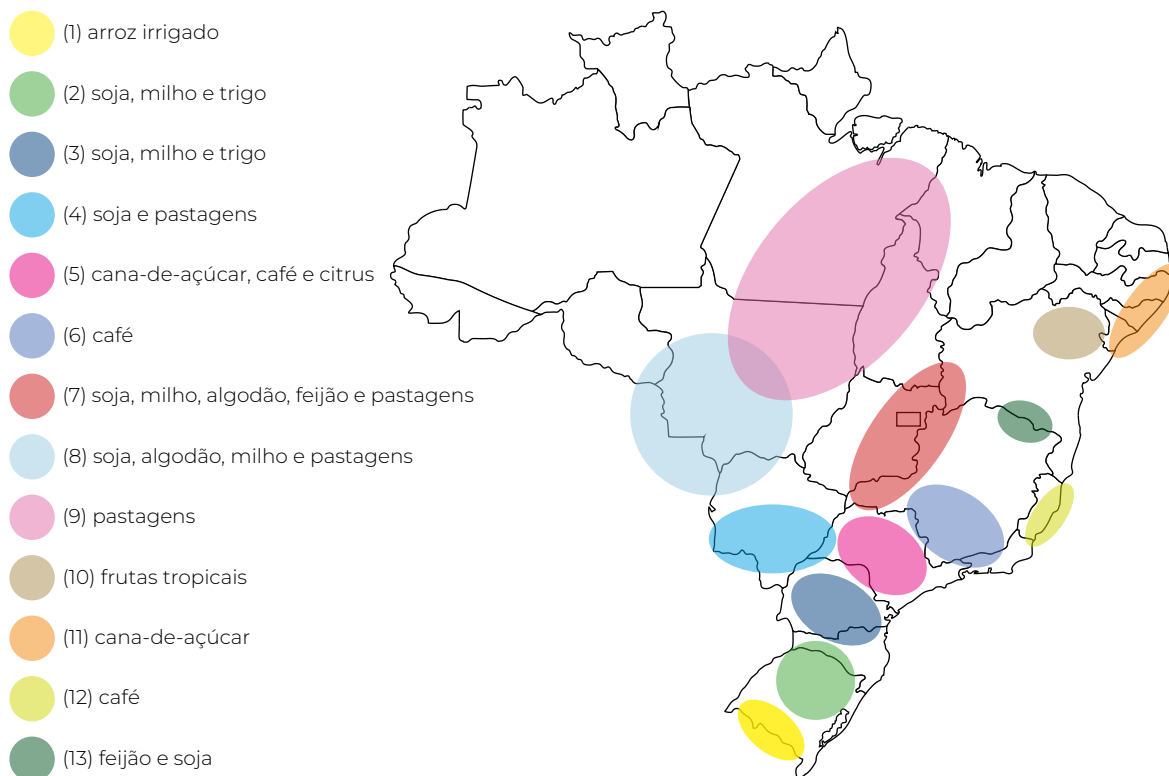 (1) arroz irrigado
(2) soja, milho e trigo
(3) soja, milho e trigo
(4) soja e pastagens
(5) cana-de-açúcar, café e citrus
(6) café
(7) soja, milho, algodão, feijão e pastagens
(8) soja, algodão, milho e pastagens
(9) pastagens
(10) frutas tropicais
(11) cana-de-açúcar
(12) café
(13) feijão e soja